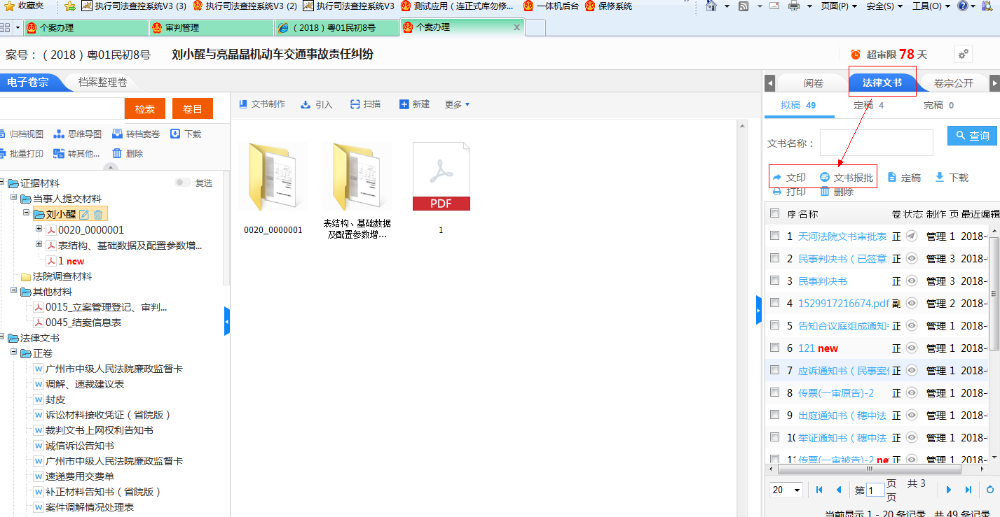 收藏夹 执行司法查控系统V3 (3) 执行司法查控系统V3 (2) 执行司法查控系统V3 测试应用（连正式库勿修... 一体机后台 保修系统 页面(P) 安全(S) 工具(O)
个案办理 审判管理 （2018）粤01民初8号 个案办理
案号：（2018）粤01民初8号 刘小醒与亮晶晶机动车交通事故责任纠纷 超审限 78 天
电子卷宗 档案整理卷
检索 卷目
归档视图 思维导图 转档案卷 下载
批量打印 转其他... 删除
证据材料 复选
当事人提交材料
刘小醒
0020_0000001
表结构、基础数据及配置参数增...
1 new
法院调查材料
其他材料
0015_立案管理登记、审判...
0045_结案信息表
法律文书
正卷
广州市中级人民法院廉政监督卡
调解、速裁建议表
封皮
诉讼材料接收凭证（省院版）
裁判文书上网权利告知书
诚信诉讼告知书
广州市中级人民法院廉政监督卡
速递费用交费单
补正材料告知书（省院版）
案件调解情况处理表
文书制作 引入 扫描 新建 更多
PDF
0020_0000001
表结构、基础数据
及配置参数增...
1
阅卷 法律文书 卷宗公开
拟稿 49 定稿 4 完稿 0
文书名称： 查询
文印 文书报批 定稿 下载
打印 删除
序 名称 卷 状态 制作 页 最近编辑
1 天河法院文书审批表 正 管理 1 2018-
2 民事判决书（已签章 正 管理 3 2018-
3 民事判决书 正 管理 3 2018-
4 1529917216674.pdf 副 管理 2 2018-
5 告知合议庭组成通知 正 管理 1 2018-
6 121 new 正 管理 1 2018-
7 应诉通知书（民事案 正 管理 1 2018-
8 传票(一审原告)-2 正 管理 1 2018-
9 出庭通知书（穗中法 正 管理 1 2018-
10 举证通知书（穗中法 正 管理 1 2018-
11 传票(一审被告)-2 new 正 管理 1 2018-
20 第 1 页 共 3 页
当前显示 1 - 20 条记录 共 49 条记录